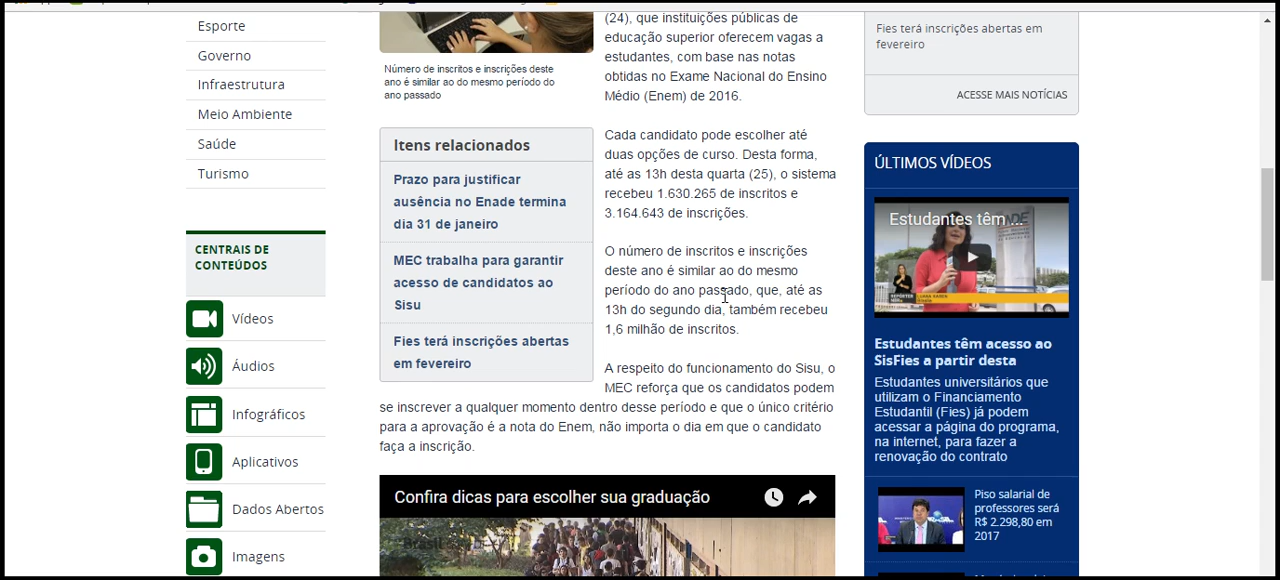 Esporte
Governo
Infraestrutura
Meio Ambiente
Saúde
Turismo
CENTRAIS DE
CONTEÚDOS
Vídeos
Áudios
Infográficos
Aplicativos
Dados Abertos
Imagens
Número de inscritos e inscrições deste
ano é similar ao do mesmo período do
ano passado
Itens relacionados
Prazo para justificar
ausência no Enade termina
dia 31 de janeiro
MEC trabalha para garantir
acesso de candidatos ao
Sisu
Fies terá inscrições abertas
em fevereiro
(24), que instituições públicas de
educação superior oferecem vagas a
estudantes, com base nas notas
obtidas no Exame Nacional do Ensino
Médio (Enem) de 2016.
Cada candidato pode escolher até
duas opções de curso. Desta forma,
até as 13h desta quarta (25), o sistema
recebeu 1.630.265 de inscritos e
3.164.643 de inscrições.
O número de inscritos e inscrições
deste ano é similar ao do mesmo
período do ano passado, que, até as
13h do segundo dia, também recebeu
1,6 milhão de inscritos.
A respeito do funcionamento do Sisu, o
MEC reforça que os candidatos podem
se inscrever a qualquer momento dentro desse período e que o único critério
para a aprovação é a nota do Enem, não importa o dia em que o candidato
faça a inscrição.
Confira dicas para escolher sua graduação
Fies terá inscrições abertas em
fevereiro
ACESSE MAIS NOTÍCIAS
ÚLTIMOS VÍDEOS
Estudantes têm ...
Estudantes têm acesso ao
SisFies a partir desta
Estudantes universitários que
utilizam o Financiamento
Estudantil (Fies) já podem
acessar a página do programa,
na internet, para fazer a
renovação do contrato
Piso salarial de
professores será
R$ 2.298,80 em
2017